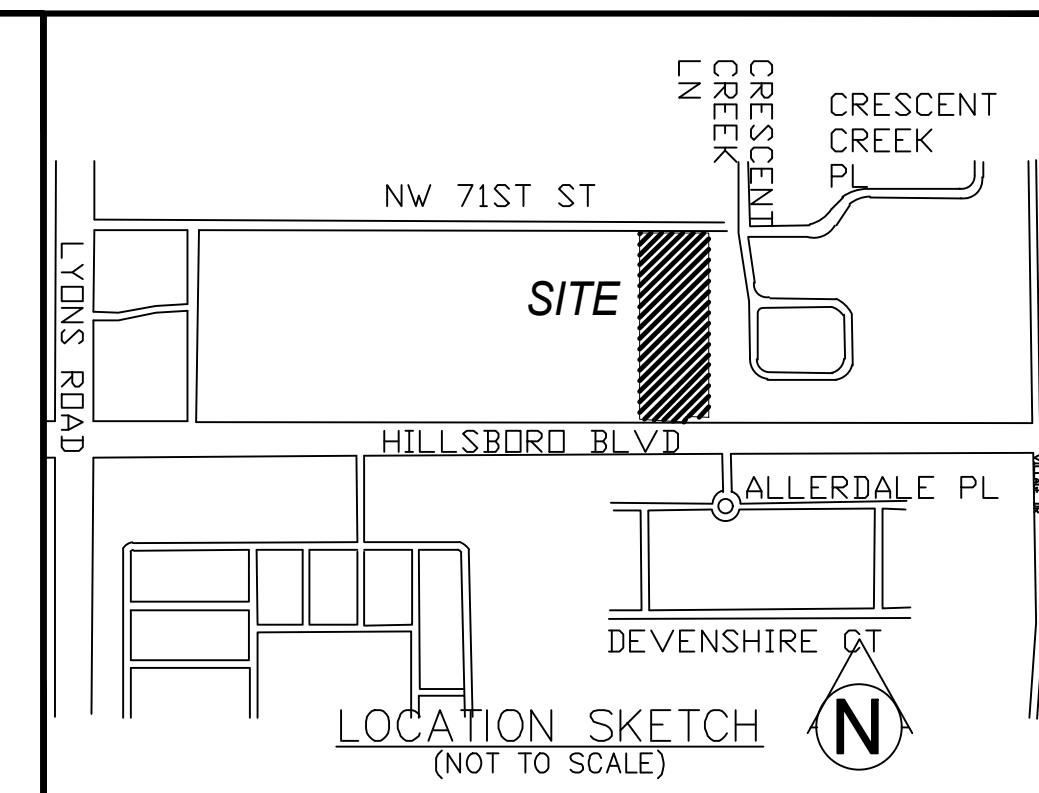 CRESCENT
CREEK
LN
CRESCENT
CREEK
PL
NW 71ST ST
LYONS ROAD
SITE
HILLSBORO BLVD
ALLERDALE PL
DEVENSHIRE CT
LOCATION SKETCH
(NOT TO SCALE)
N